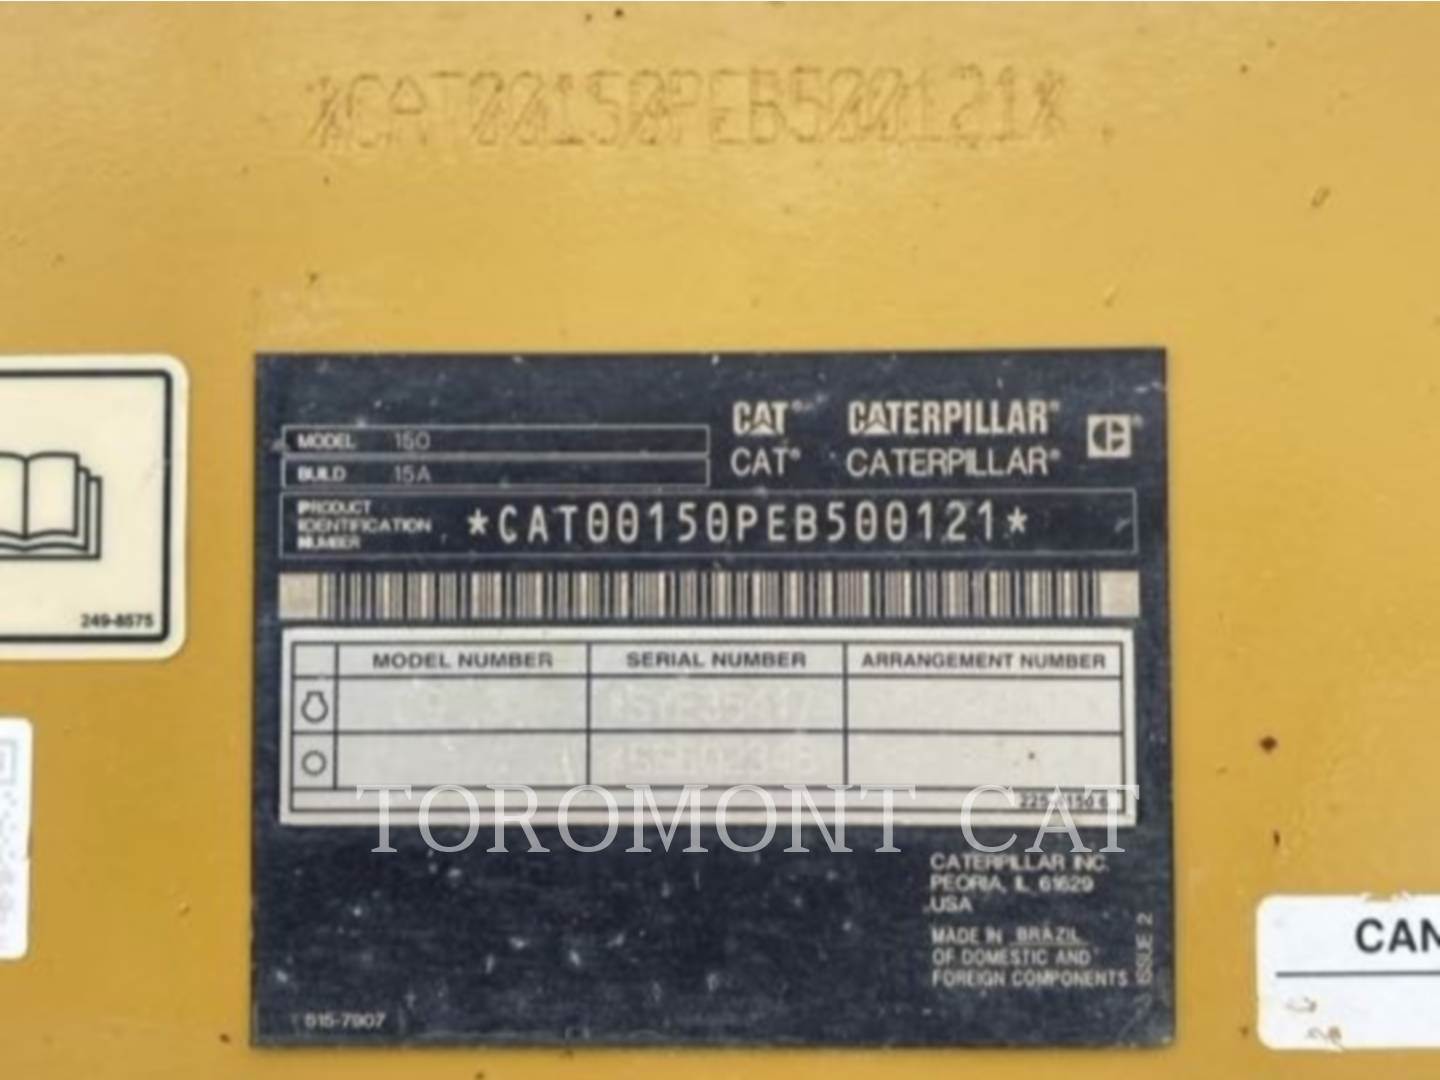 *CAT00150PEB500121*
MODEL 150
BUILD 15A
CAT® CATERPILLAR®
CAT® CATERPILLAR®
PRODUCT
IDENTIFICATION
NUMBER
*CAT00150PEB500121*
249-8575
MODEL NUMBER SERIAL NUMBER ARRANGEMENT NUMBER
TOROMONT CAT
CATERPILLAR INC.
PEORIA, IL 61629
USA
MADE IN BRAZIL
OF DOMESTIC AND
FOREIGN COMPONENTS
ISSUE 2
515-7907
CAN